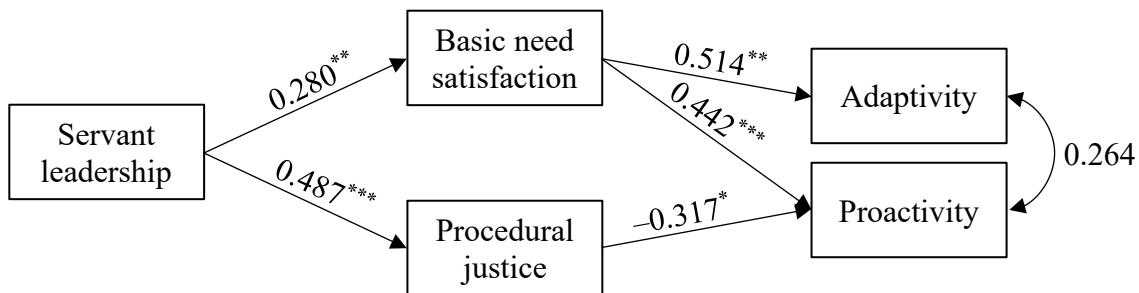 Basic need
satisfaction
Servant
leadership
Procedural
justice
Adaptivity
Proactivity
0.280**
0.487***
0.514**
0.442***
–0.317*
0.264